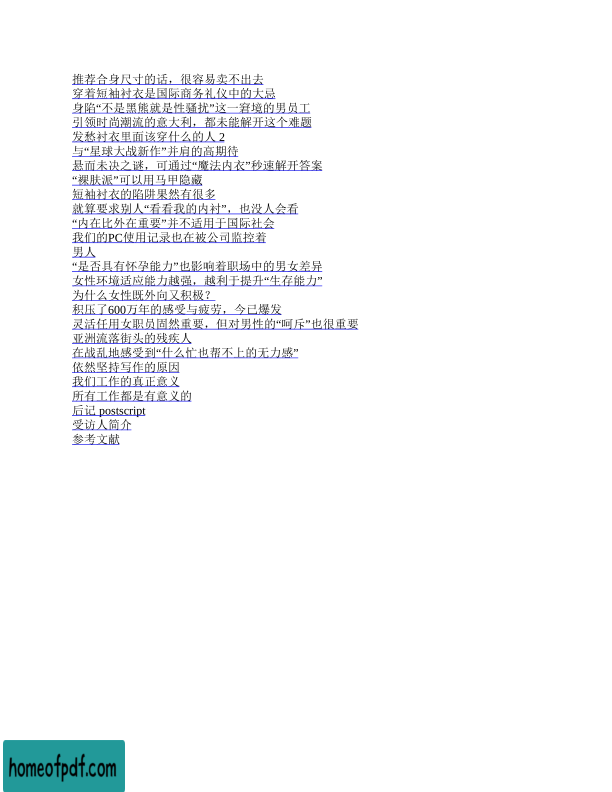 推荐合身尺寸的话，很容易卖不出去
穿着短袖衬衣是国际商务礼仪中的大忌
身陷“不是黑熊就是性骚扰”这一窘境的男员工
引领时尚潮流的意大利，都未能解开这个难题
发愁衬衣里面该穿什么的人 2
与“星球大战新作”并肩的高期待
悬而未决之谜，可通过“魔法内衣”秒速解开答案
“裸肤派”可以用马甲隐藏
短袖衬衣的陷阱果然有很多
就算要求别人“看看我的内衬”，也没人会看
“内在比外在重要”并不适用于国际社会
我们的PC使用记录也在被公司监控着
男人
“是否具有怀孕能力”也影响着职场中的男女差异
女性环境适应能力越强，越利于提升“生存能力”
为什么女性既外向又积极？
积压了600万年的感受与疲劳，今已爆发
灵活任用女职员固然重要，但对男性的“呵斥”也很重要
亚洲流落街头的残疾人
在战乱地感受到“什么忙也帮不上的无力感”
依然坚持写作的原因
我们工作的真正意义
所有工作都是有意义的
后记 postscript
受访人简介
参考文献
homeofpdf.com